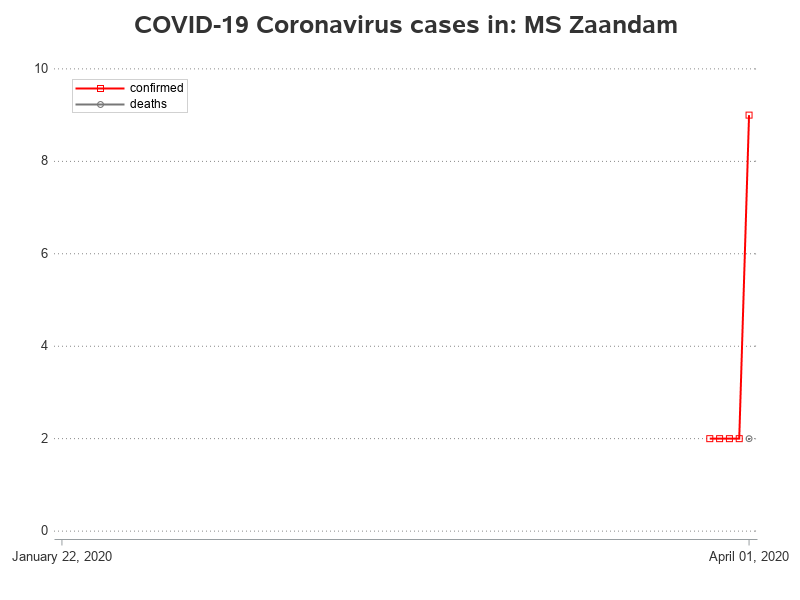 COVID-19 Coronavirus cases in: MS Zaandam
10
confirmed
deaths
8
6
4
2
0
January 22, 2020
April 01, 2020